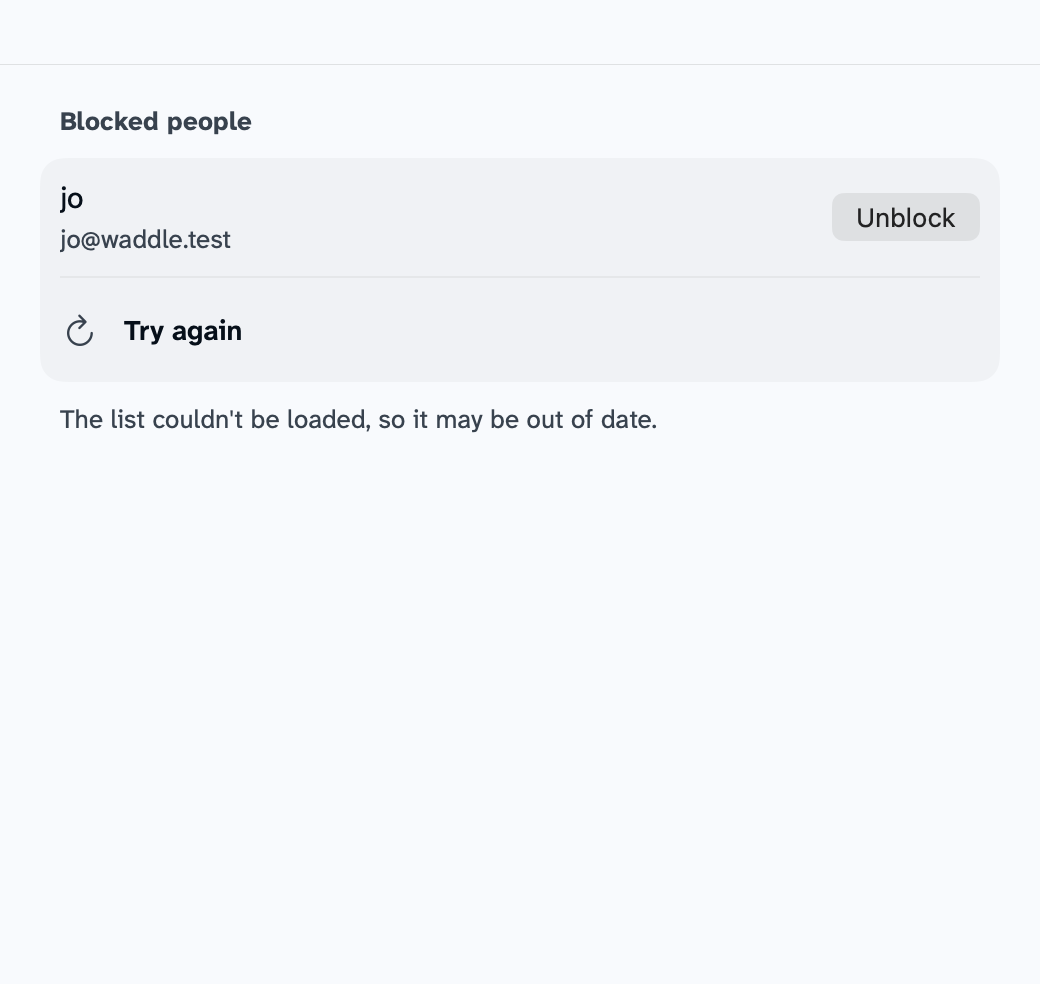 Blocked people
jo
jo@waddle.test
Unblock
Try again
The list couldn't be loaded, so it may be out of date.